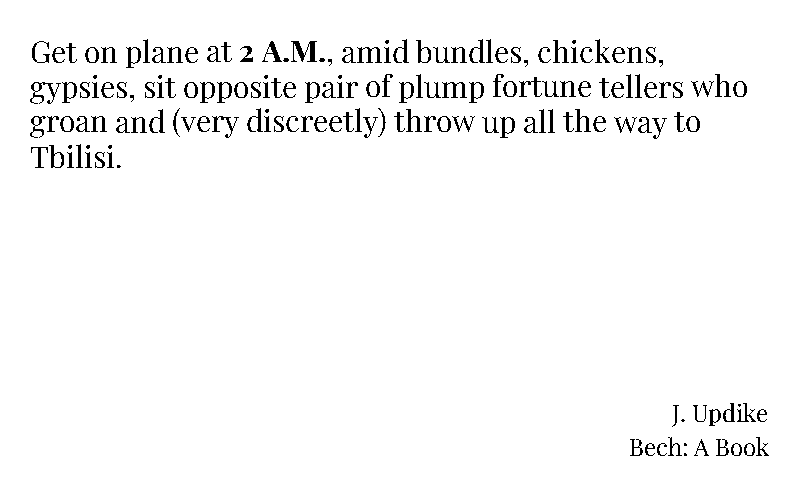 Get on plane at 2 A.M., amid bundles, chickens,
gypsies, sit opposite pair of plump fortune tellers who
groan and (very discreetly) throw up all the way to
Tbilisi.
J. Updike
Bech: A Book